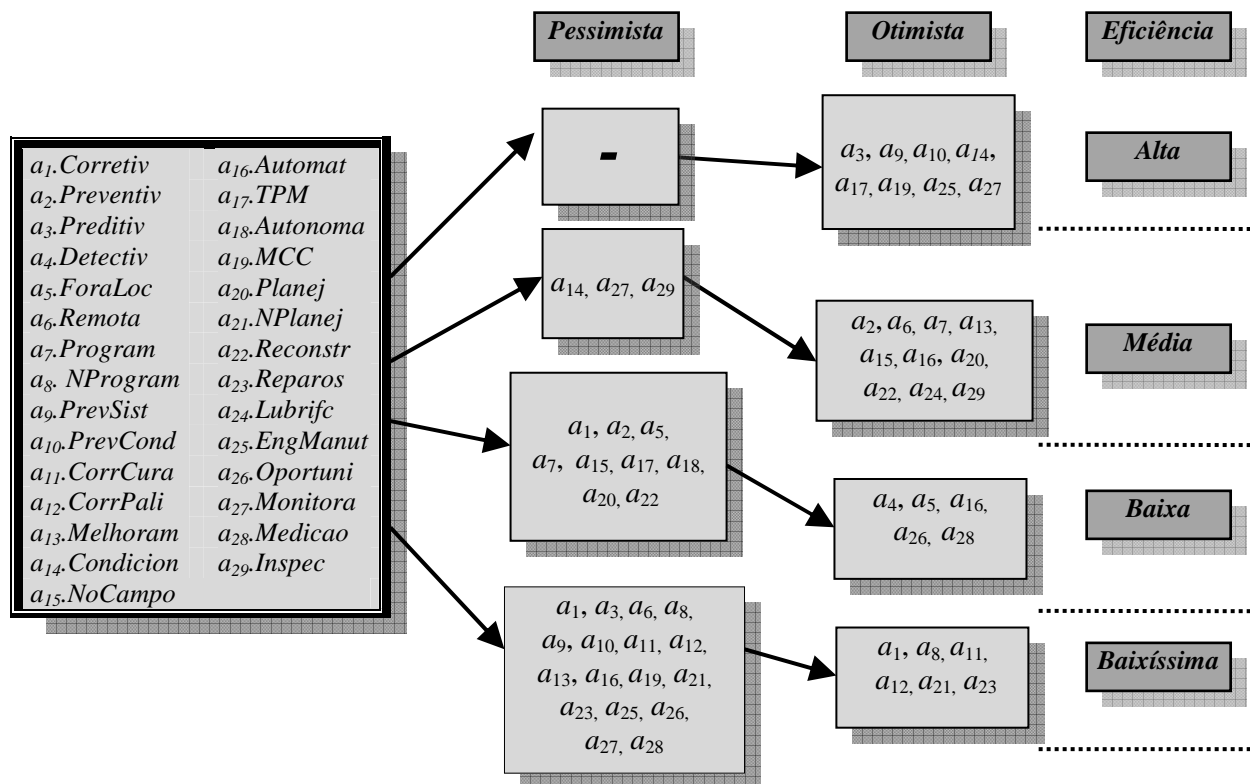 Pessimista
Otimista
Eficiência
a1.Corretiv
a2.Preventiv
a3.Preditiv
a4.Detectiv
a5.ForaLoc
a6.Remota
a7.Program
a8. NProgram
a9.PrevSist
a10.PrevCond
a11.CorrCura
a12.CorrPali
a13.Melhoram
a14.Condicion
a15.NoCampo
a16.Automat
a17.TPM
a18.Autonoma
a19.MCC
a20.Planej
a21.NPlanej
a22.Reconstr
a23.Reparos
a24.Lubrifc
a25.EngManut
a26.Oportuni
a27.Monitora
a28.Medicao
a29.Inspec
-
a3, a9, a10, a14,
a17, a19, a25, a27
Alta
a14, a27, a29
a2, a6, a7, a13,
a15, a16, a20,
a22, a24, a29
Média
a1, a2, a5,
a7, a15, a17, a18,
a20, a22
a4, a5, a16,
a26, a28
Baixa
a1, a3, a6, a8,
a9, a10, a11, a12,
a13, a16, a19, a21,
a23, a25, a26,
a27, a28
a1, a8, a11,
a12, a21, a23
Baixíssima